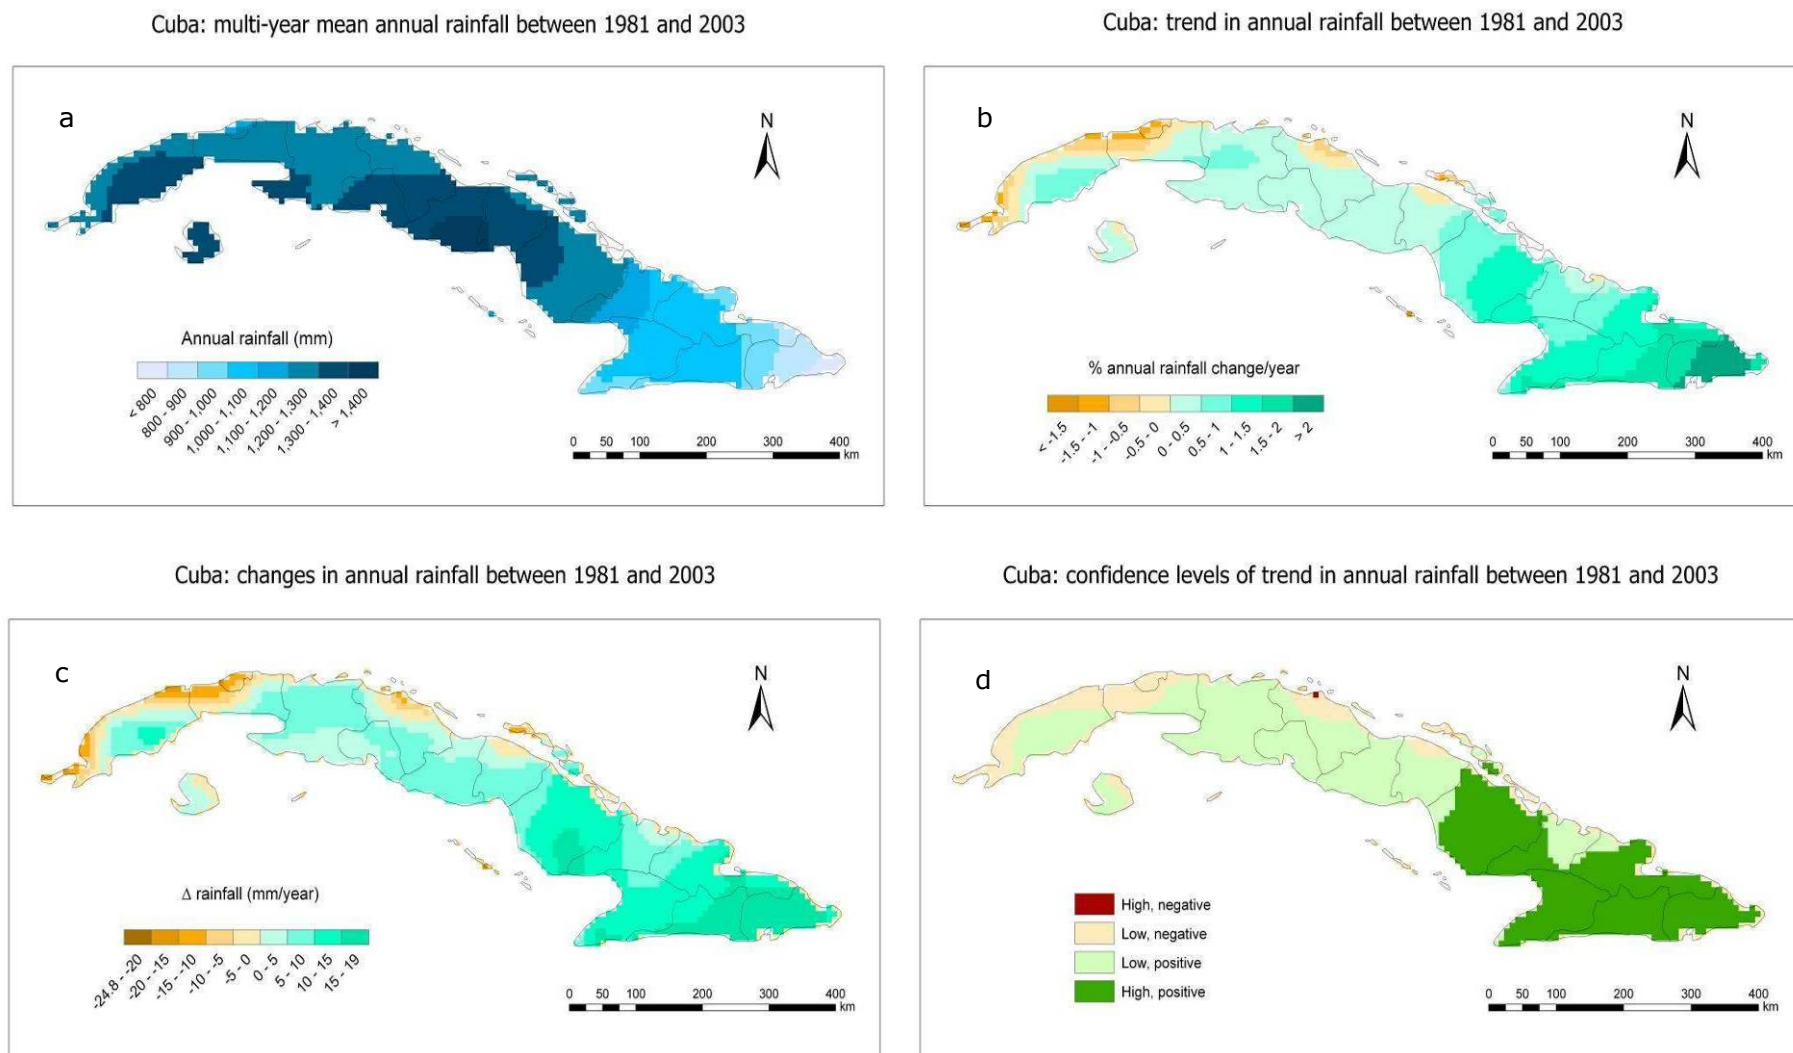 Cuba: multi-year mean annual rainfall between 1981 and 2003
a
N
Annual rainfall (mm)
< 800
800 - 900
900 - 1,000
1,000 - 1,100
1,100 - 1,200
1,200 - 1,300
1,300 - 1,400
> 1,400
0 50 100 200 300 400
km
Cuba: trend in annual rainfall between 1981 and 2003
b
N
% annual rainfall change/year
< -1.5
-1.5 - -1
-1 - -0.5
-0.5 - 0
0 - 0.5
0.5 - 1
1 - 1.5
1.5 - 2
> 2
0 50 100 200 300 400
km
Cuba: changes in annual rainfall between 1981 and 2003
c
N
Δ rainfall (mm/year)
-24.8 - -20
-20 - -15
-15 - -10
-10 - -5
-5 - 0
0 - 5
5 - 10
10 - 15
15 - 19
0 50 100 200 300 400
km
Cuba: confidence levels of trend in annual rainfall between 1981 and 2003
d
N
High, negative
Low, negative
Low, positive
High, positive
0 50 100 200 300 400
km